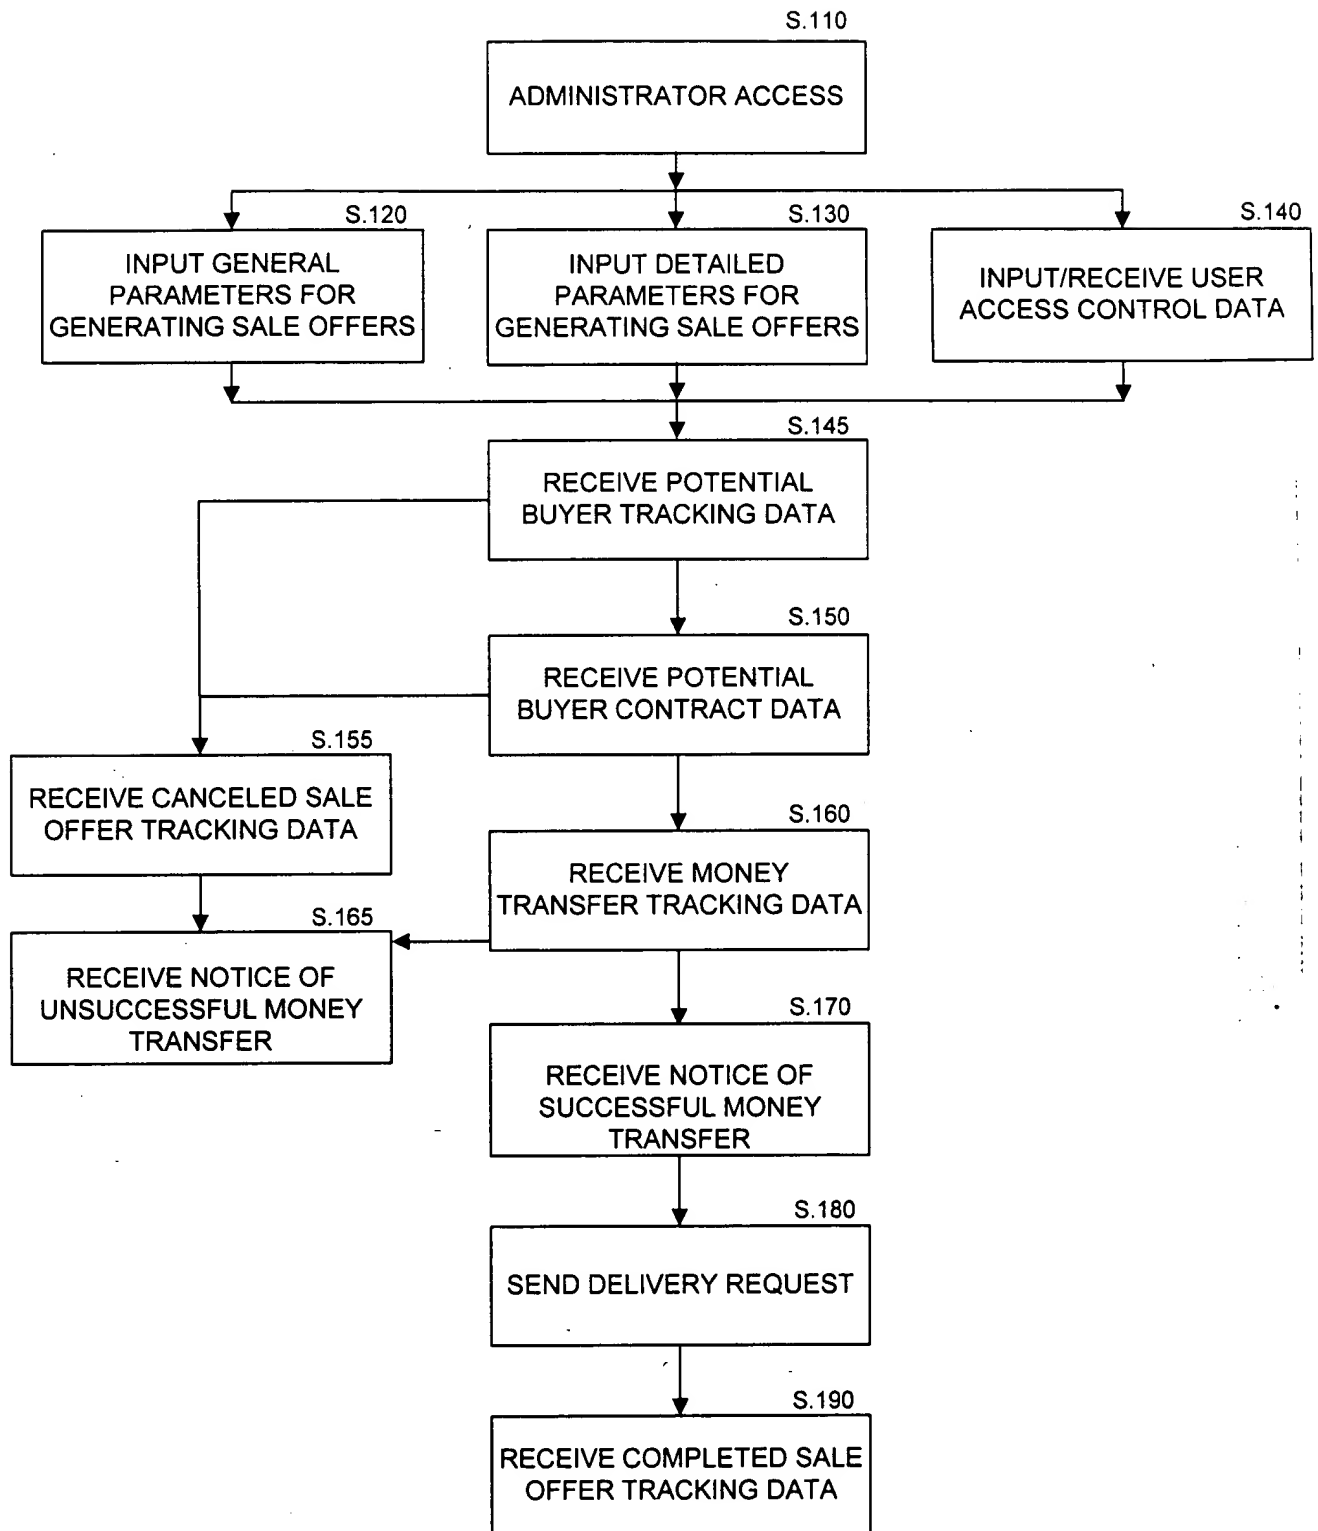 S.110
ADMINISTRATOR ACCESS
S.120
INPUT GENERAL
PARAMETERS FOR
GENERATING SALE OFFERS
S.130
INPUT DETAILED
PARAMETERS FOR
GENERATING SALE OFFERS
S.140
INPUT/RECEIVE USER
ACCESS CONTROL DATA
S.145
RECEIVE POTENTIAL
BUYER TRACKING DATA
S.150
RECEIVE POTENTIAL
BUYER CONTRACT DATA
S.155
RECEIVE CANCELED SALE
OFFER TRACKING DATA
S.160
RECEIVE MONEY
TRANSFER TRACKING DATA
S.165
RECEIVE NOTICE OF
UNSUCCESSFUL MONEY
TRANSFER
S.170
RECEIVE NOTICE OF
SUCCESSFUL MONEY
TRANSFER
S.180
SEND DELIVERY REQUEST
S.190
RECEIVE COMPLETED SALE
OFFER TRACKING DATA